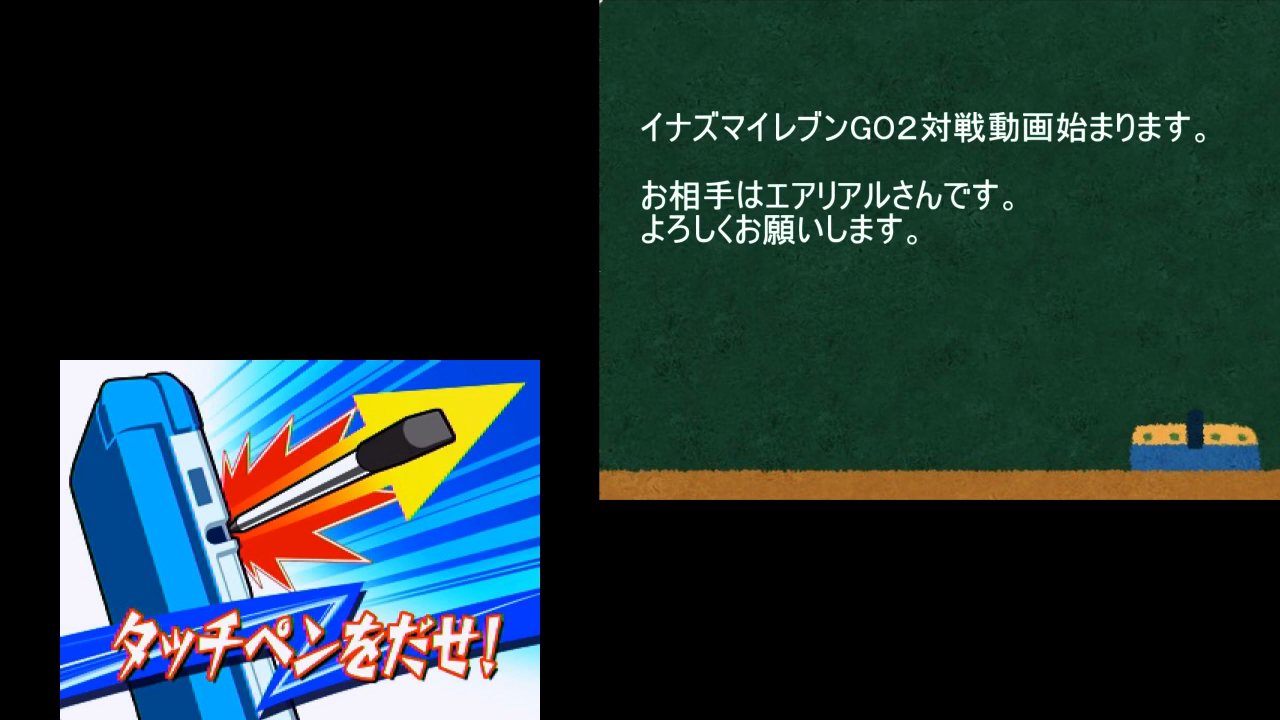 イナズマイレブンGO2対戦動画始まります。
お相手はエアリアルさんです。
よろしくお願いします。
タッチペンをだせ!